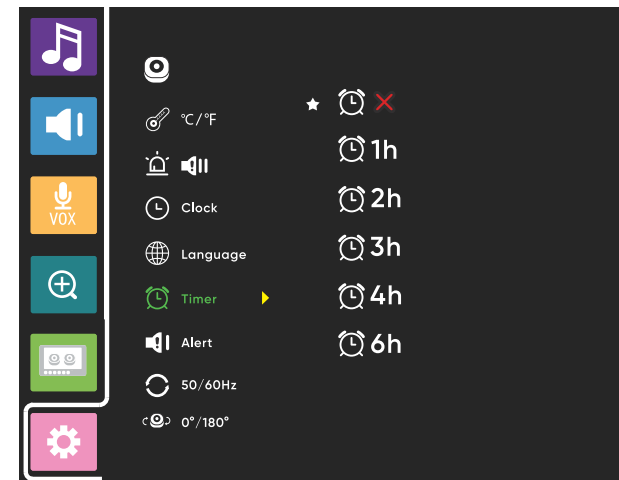 VOX
°C/°F
Clock
Language
Timer
Alert
50/60Hz
0°/180°
1h
2h
3h
4h
6h